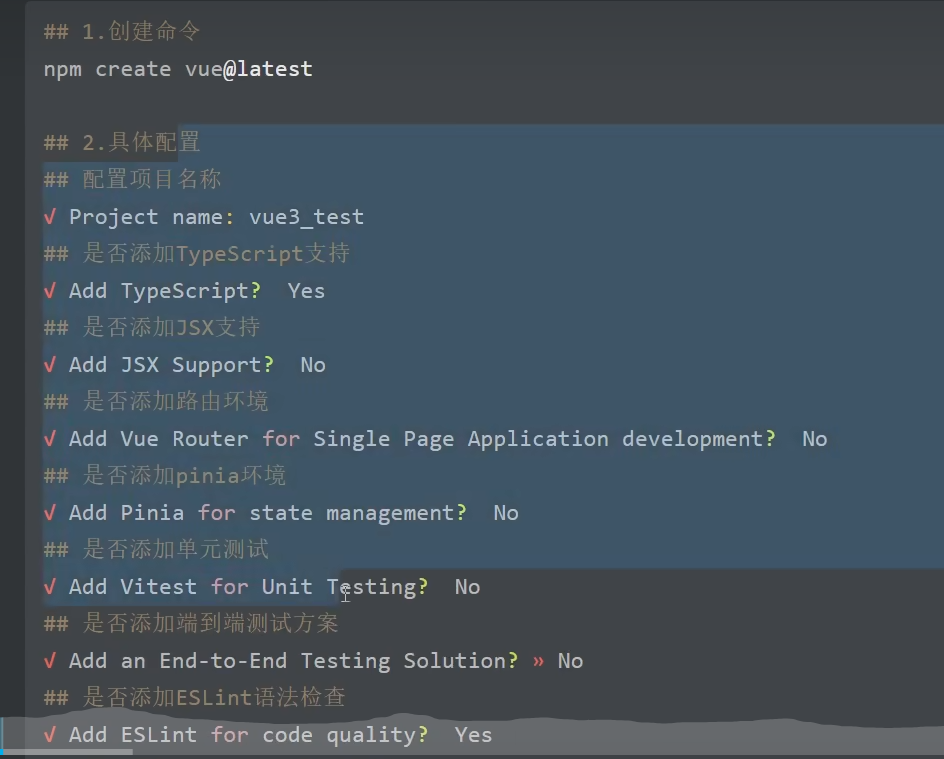 ## 1.创建命令
npm create vue@latest
## 2.具体配置
## 配置项目名称
√ Project name: vue3_test
## 是否添加TypeScript支持
√ Add TypeScript?  Yes
## 是否添加JSX支持
√ Add JSX Support?  No
## 是否添加路由环境
√ Add Vue Router for Single Page Application development?  No
## 是否添加pinia环境
√ Add Pinia for state management?  No
## 是否添加单元测试
√ Add Vitest for Unit Testing?  No
## 是否添加端到端测试方案
√ Add an End-to-End Testing Solution? » No
## 是否添加ESLint语法检查
√ Add ESLint for code quality?  Yes